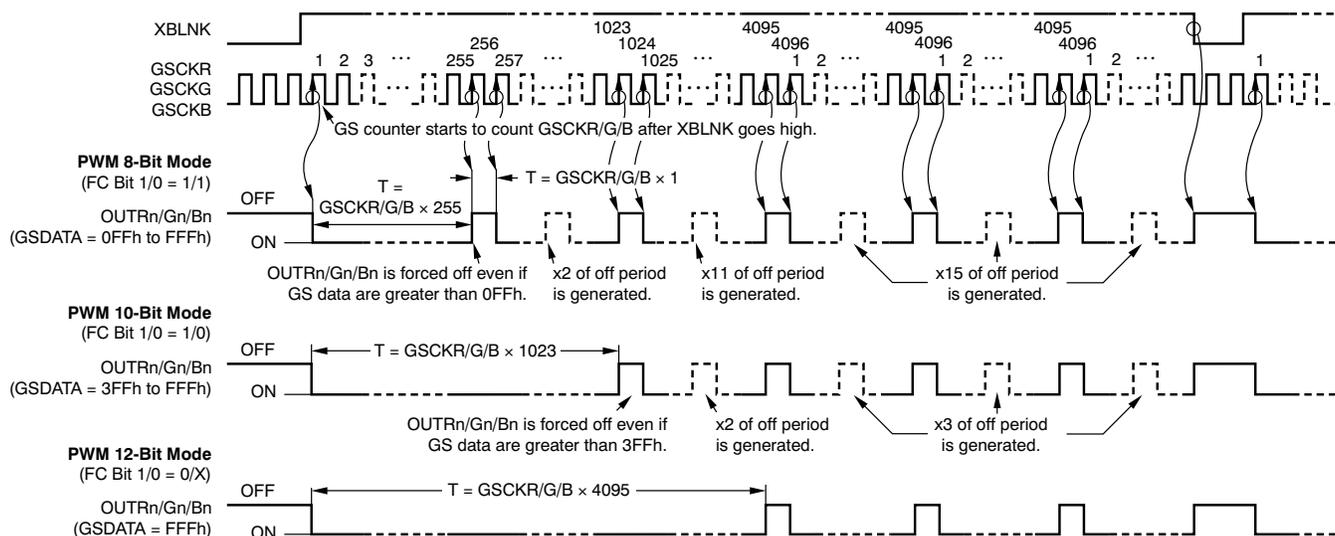 XBLNK
1023 4095 4095 4095
256 1024 4096 4096 4096
GSCKR
1 2 3 ... 255 257 ... 1025 ... 1 2 ... 1 2 ... 1 2 ... 1
GSCKG
GSCKB
GS counter starts to count GSCKR/G/B after XBLNK goes high.
PWM 8-Bit Mode
(FC Bit 1/0 = 1/1)
T =
GSCKR/G/B × 255
T = GSCKR/G/B × 1
OFF
OUTRn/Gn/Bn
(GSDATA = 0FFh to FFFh)
ON
OUTRn/Gn/Bn is forced off even if
GS data are greater than 0FFh.
x2 of off period
is generated.
x11 of off period
is generated.
x15 of off period
is generated.
PWM 10-Bit Mode
(FC Bit 1/0 = 1/0)
OFF
T = GSCKR/G/B × 1023
OUTRn/Gn/Bn
(GSDATA = 3FFh to FFFh)
ON
OUTRn/Gn/Bn is forced off even if
GS data are greater than 3FFh.
x2 of off period
is generated.
x3 of off period
is generated.
PWM 12-Bit Mode
(FC Bit 1/0 = 0/X)
OFF
T = GSCKR/G/B × 4095
OUTRn/Gn/Bn
(GSDATA = FFFh)
ON